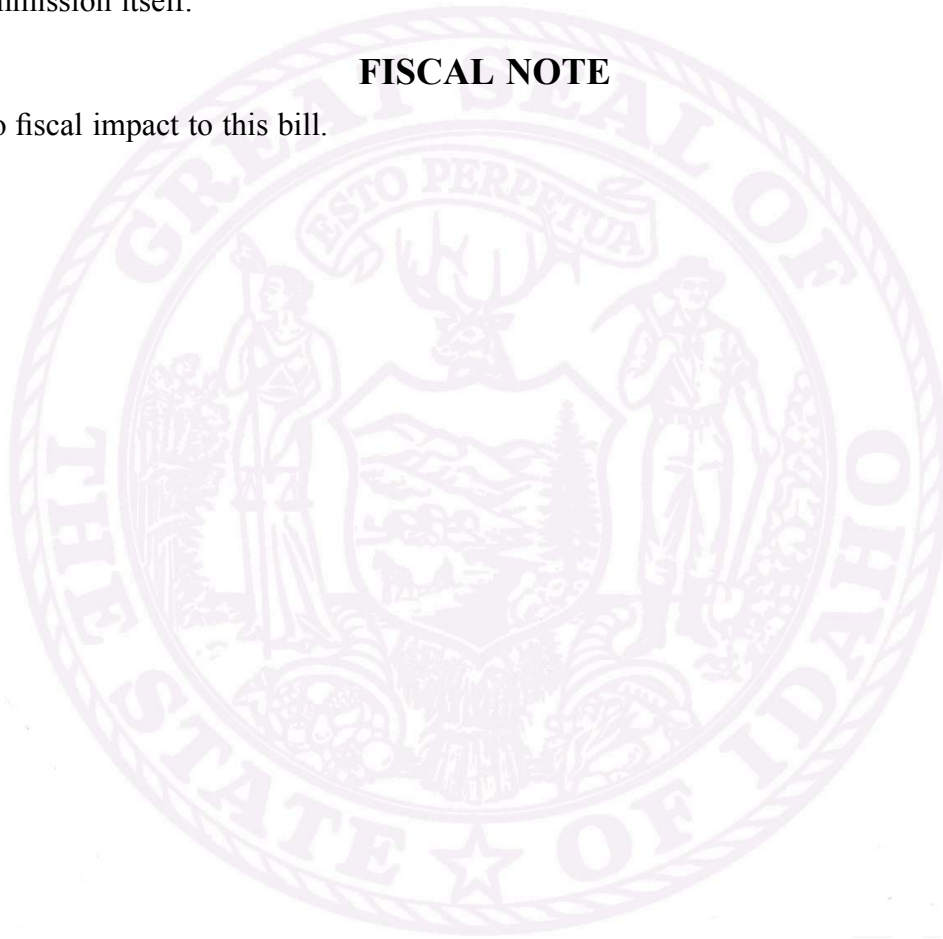 mmission itself.
FISCAL NOTE
o fiscal impact to this bill.
GREAT SEAL OF
ESTO PERPETUA
THE STATE ☆ OF IDAHO